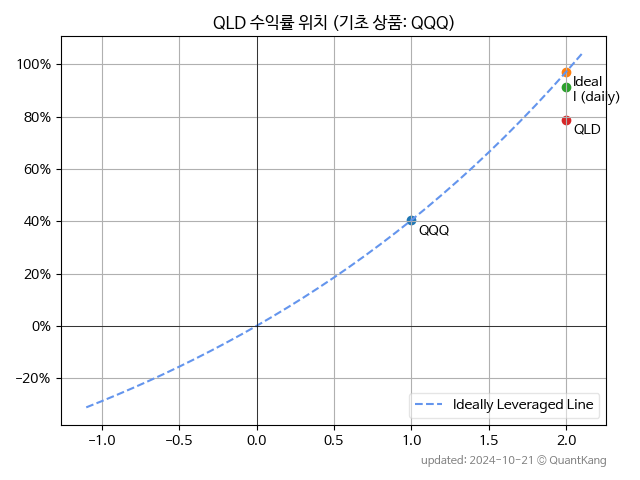 QLD 수익률 위치 (기초 상품: QQQ)
100%
80%
60%
40%
20%
0%
−20%
Ideal
I (daily)
QLD
QQQ
Ideally Leveraged Line
−1.0
−0.5
0.0
0.5
1.0
1.5
2.0
updated: 2024-10-21 © QuantKang